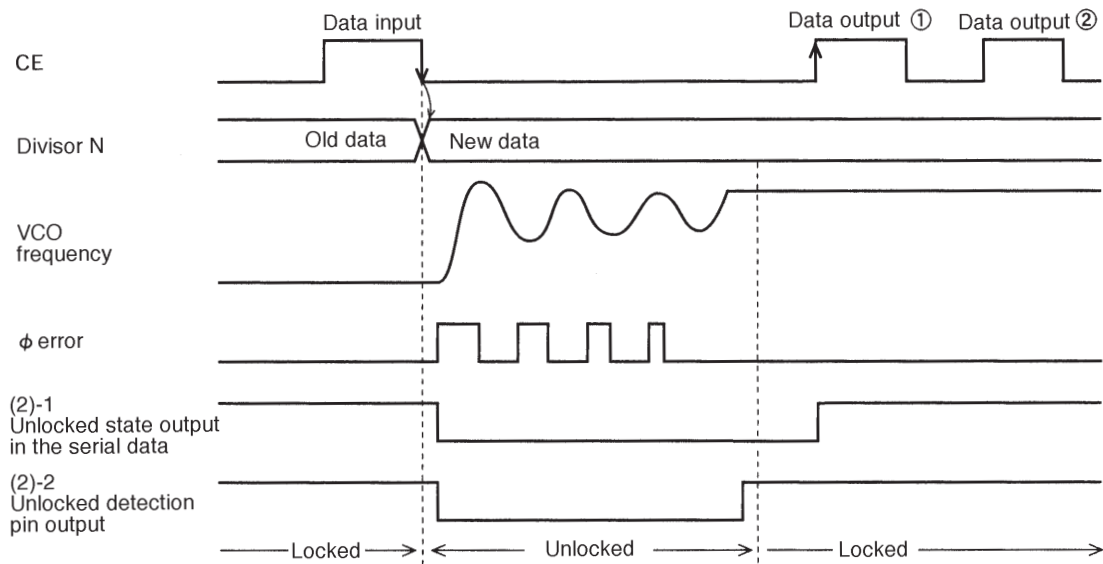 Data input
Data output ①
Data output ②
CE
Divisor N
Old data
New data
VCO
frequency
ϕ error
(2)-1
Unlocked state output
in the serial data
(2)-2
Unlocked detection
pin output
Locked
Unlocked
Locked